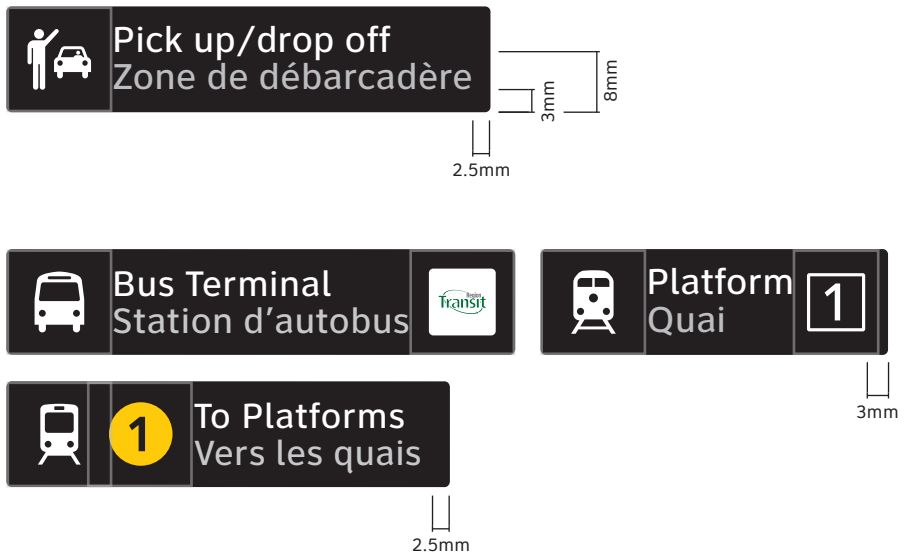 Pick up/drop off
Zone de débarcadère
8mm
3mm
2.5mm
Bus Terminal
Station d’autobus
Region
Transit
Platform
Quai
1
3mm
1
To Platforms
Vers les quais
2.5mm